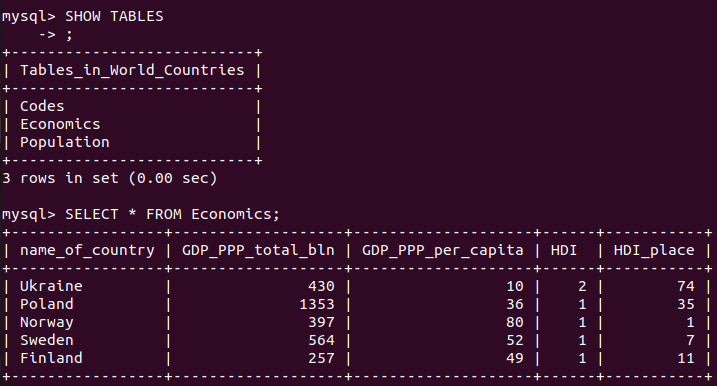 mysql> SHOW TABLES
    -> ;
+---------------------------+
| Tables_in_World_Countries |
+---------------------------+
| Codes                     |
| Economics                 |
| Population                |
+---------------------------+
3 rows in set (0.00 sec)

mysql> SELECT * FROM Economics;
+-----------------+-------------------+--------------------+------+-----------+
| name_of_country | GDP_PPP_total_bln | GDP_PPP_per_capita | HDI  | HDI_place |
+-----------------+-------------------+--------------------+------+-----------+
| Ukraine         |               430 |                 10 |    2 |        74 |
| Poland          |              1353 |                 36 |    1 |        35 |
| Norway          |               397 |                 80 |    1 |         1 |
| Sweden          |               564 |                 52 |    1 |         7 |
| Finland         |               257 |                 49 |    1 |        11 |
+-----------------+-------------------+--------------------+------+-----------+